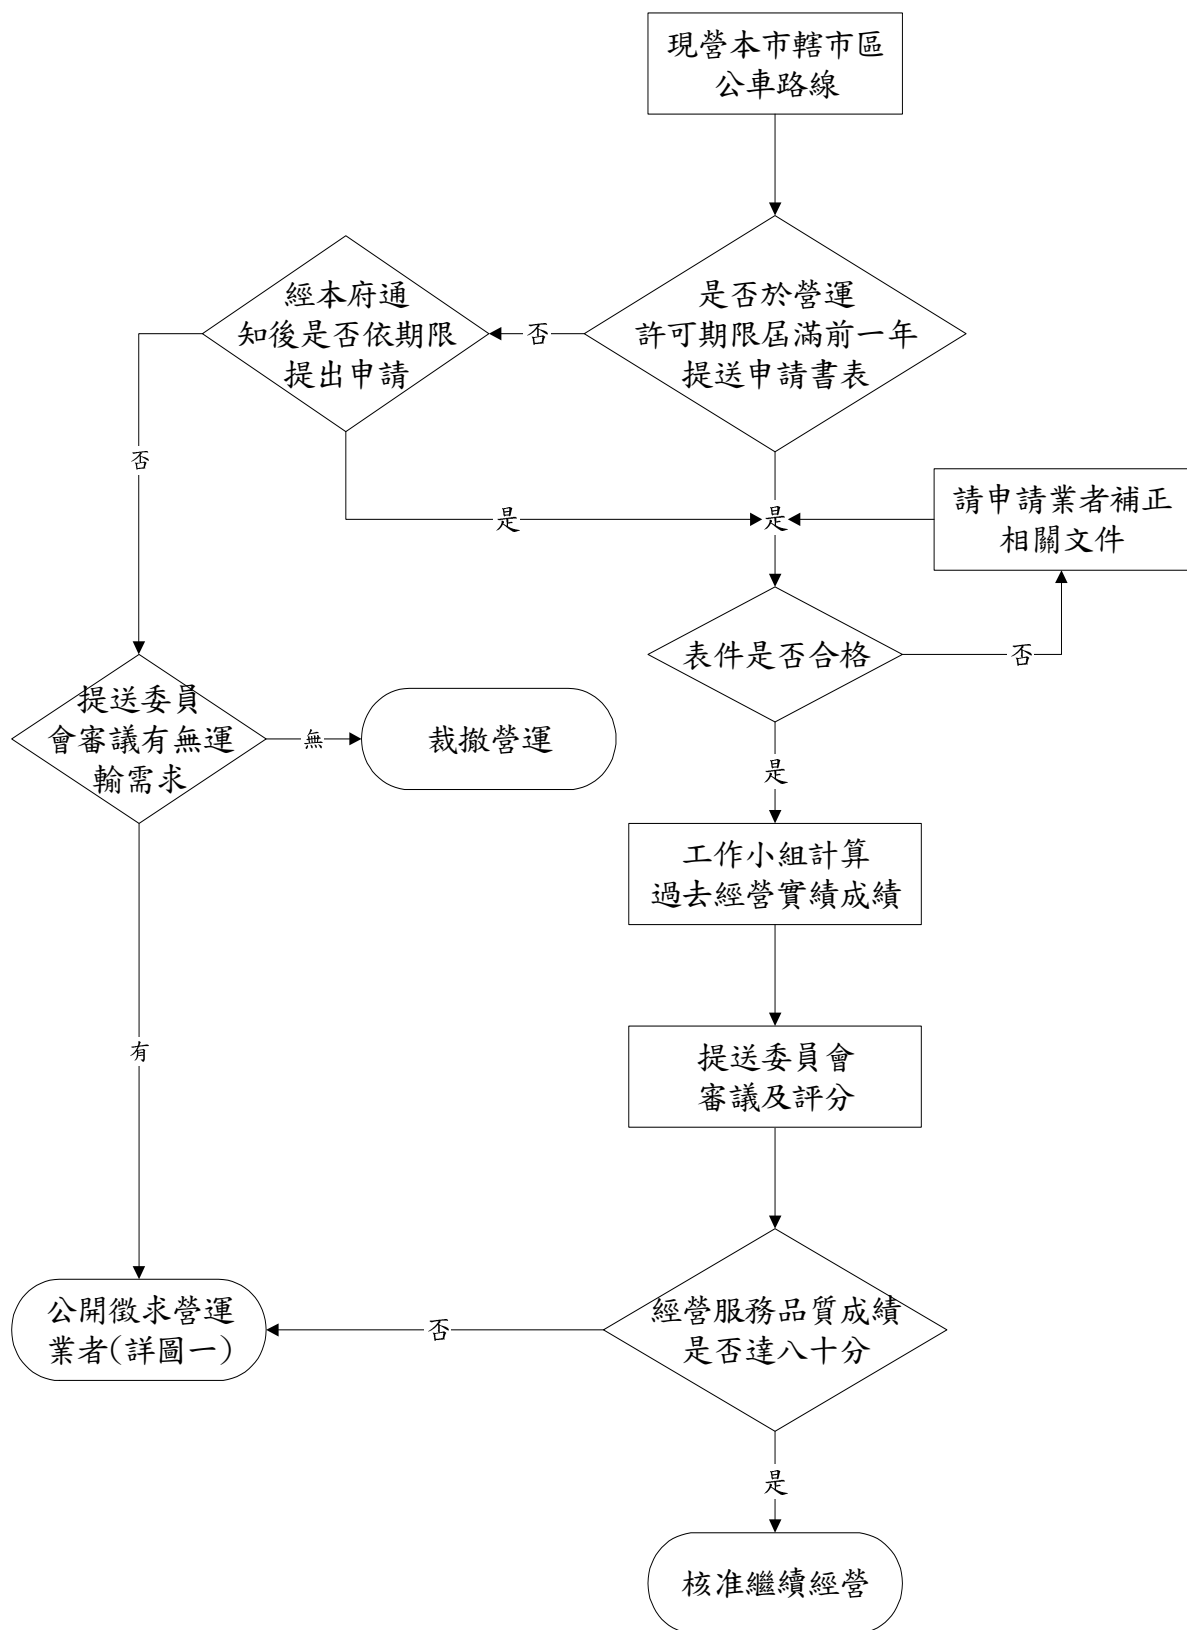 現營本市轄市區
公車路線
是否於營運
許可期限屆滿前一年
提送申請書表
否
經本府通
知後是否依期限
提出申請
否
是
是
請申請業者補正
相關文件
表件是否合格
否
提送委員
會審議有無運
輸需求
無
裁撤營運
是
工作小組計算
過去經營實績成績
有
提送委員會
審議及評分
經營服務品質成績
是否達八十分
否
公開徵求營運
業者(詳圖一)
是
核准繼續經營